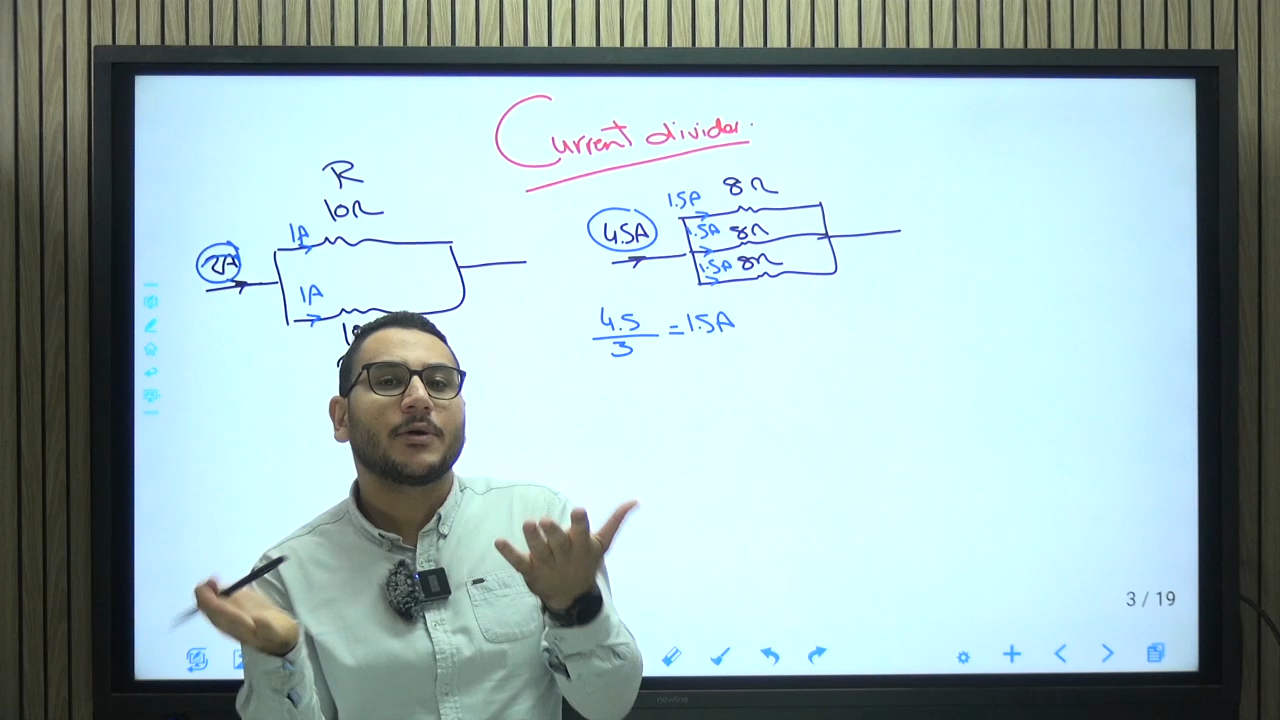 Current divider.
R
10Ω
1A
2A
1A
8Ω
1.5A
4.5A
1.5A 8Ω
1.5A 8Ω
4.5
3
=1.5A
3 / 19
newline